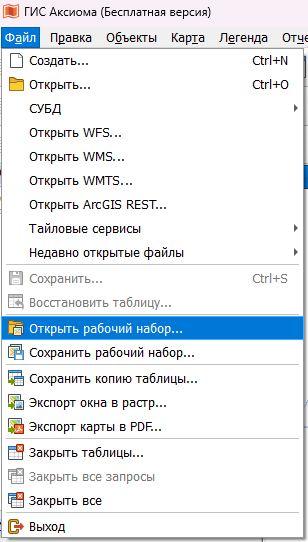 ГИС Аксиома (Бесплатная версия)
Файл Правка Объекты Карта Легенда Отче
Создать... Ctrl+N
Открыть... Ctrl+O
СУБД
Открыть WFS...
Открыть WMS...
Открыть WMTS...
Открыть ArcGIS REST...
Тайловые сервисы
Недавно открытые файлы
Сохранить... Ctrl+S
Восстановить таблицу...
Открыть рабочий набор...
Сохранить рабочий набор...
Сохранить копию таблицы...
Экспорт окна в растр...
Экспорт карты в PDF...
Закрыть таблицы...
Закрыть все запросы
Закрыть все
Выход